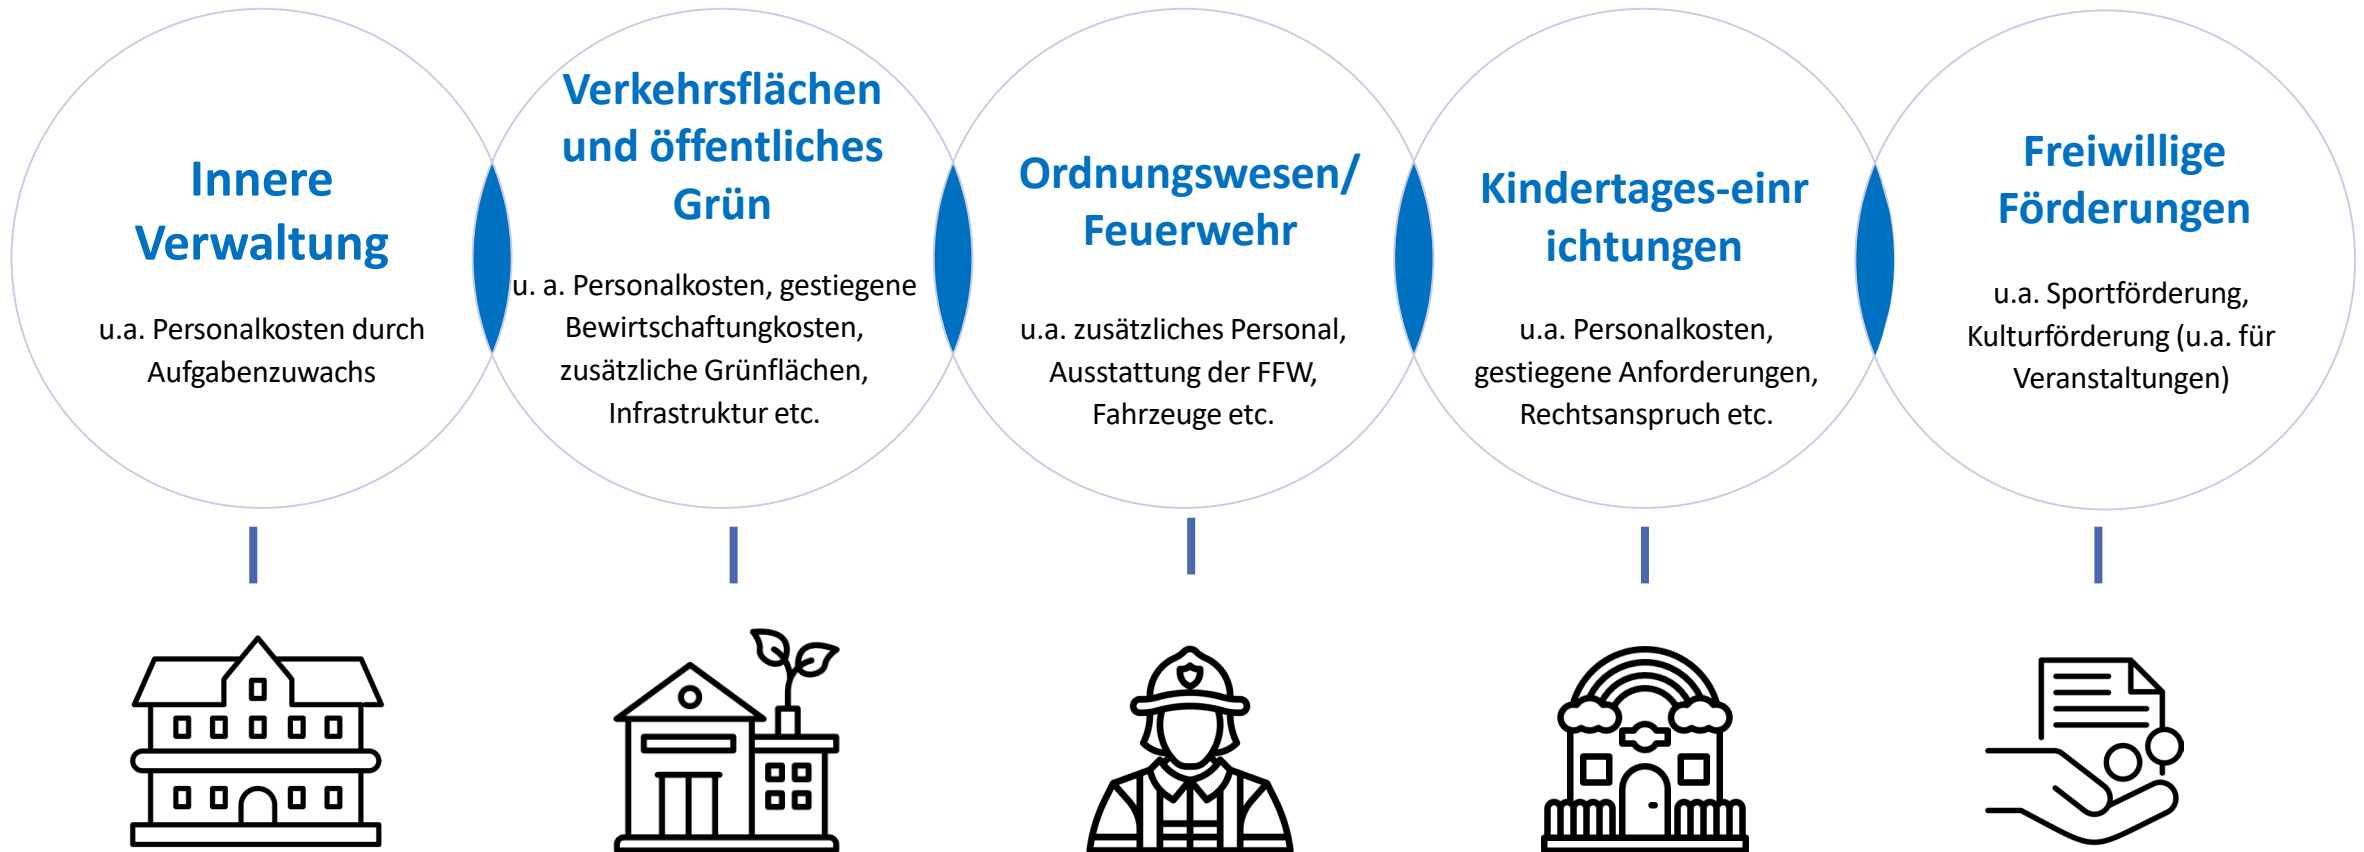 Innere
Verwaltung
u.a. Personalkosten durch
Aufgabenzuwachs
Verkehrsflächen
und öffentliches
Grün
u. a. Personalkosten, gestiegene
Bewirtschaftungkosten,
zusätzliche Grünflächen,
Infrastruktur etc.
Ordnungswesen/
Feuerwehr
u.a. zusätzliches Personal,
Ausstattung der FFW,
Fahrzeuge etc.
Kindertages-einr
ichtungen
u.a. Personalkosten,
gestiegene Anforderungen,
Rechtsanspruch etc.
Freiwillige
Förderungen
u.a. Sportförderung,
Kulturförderung (u.a. für
Veranstaltungen)